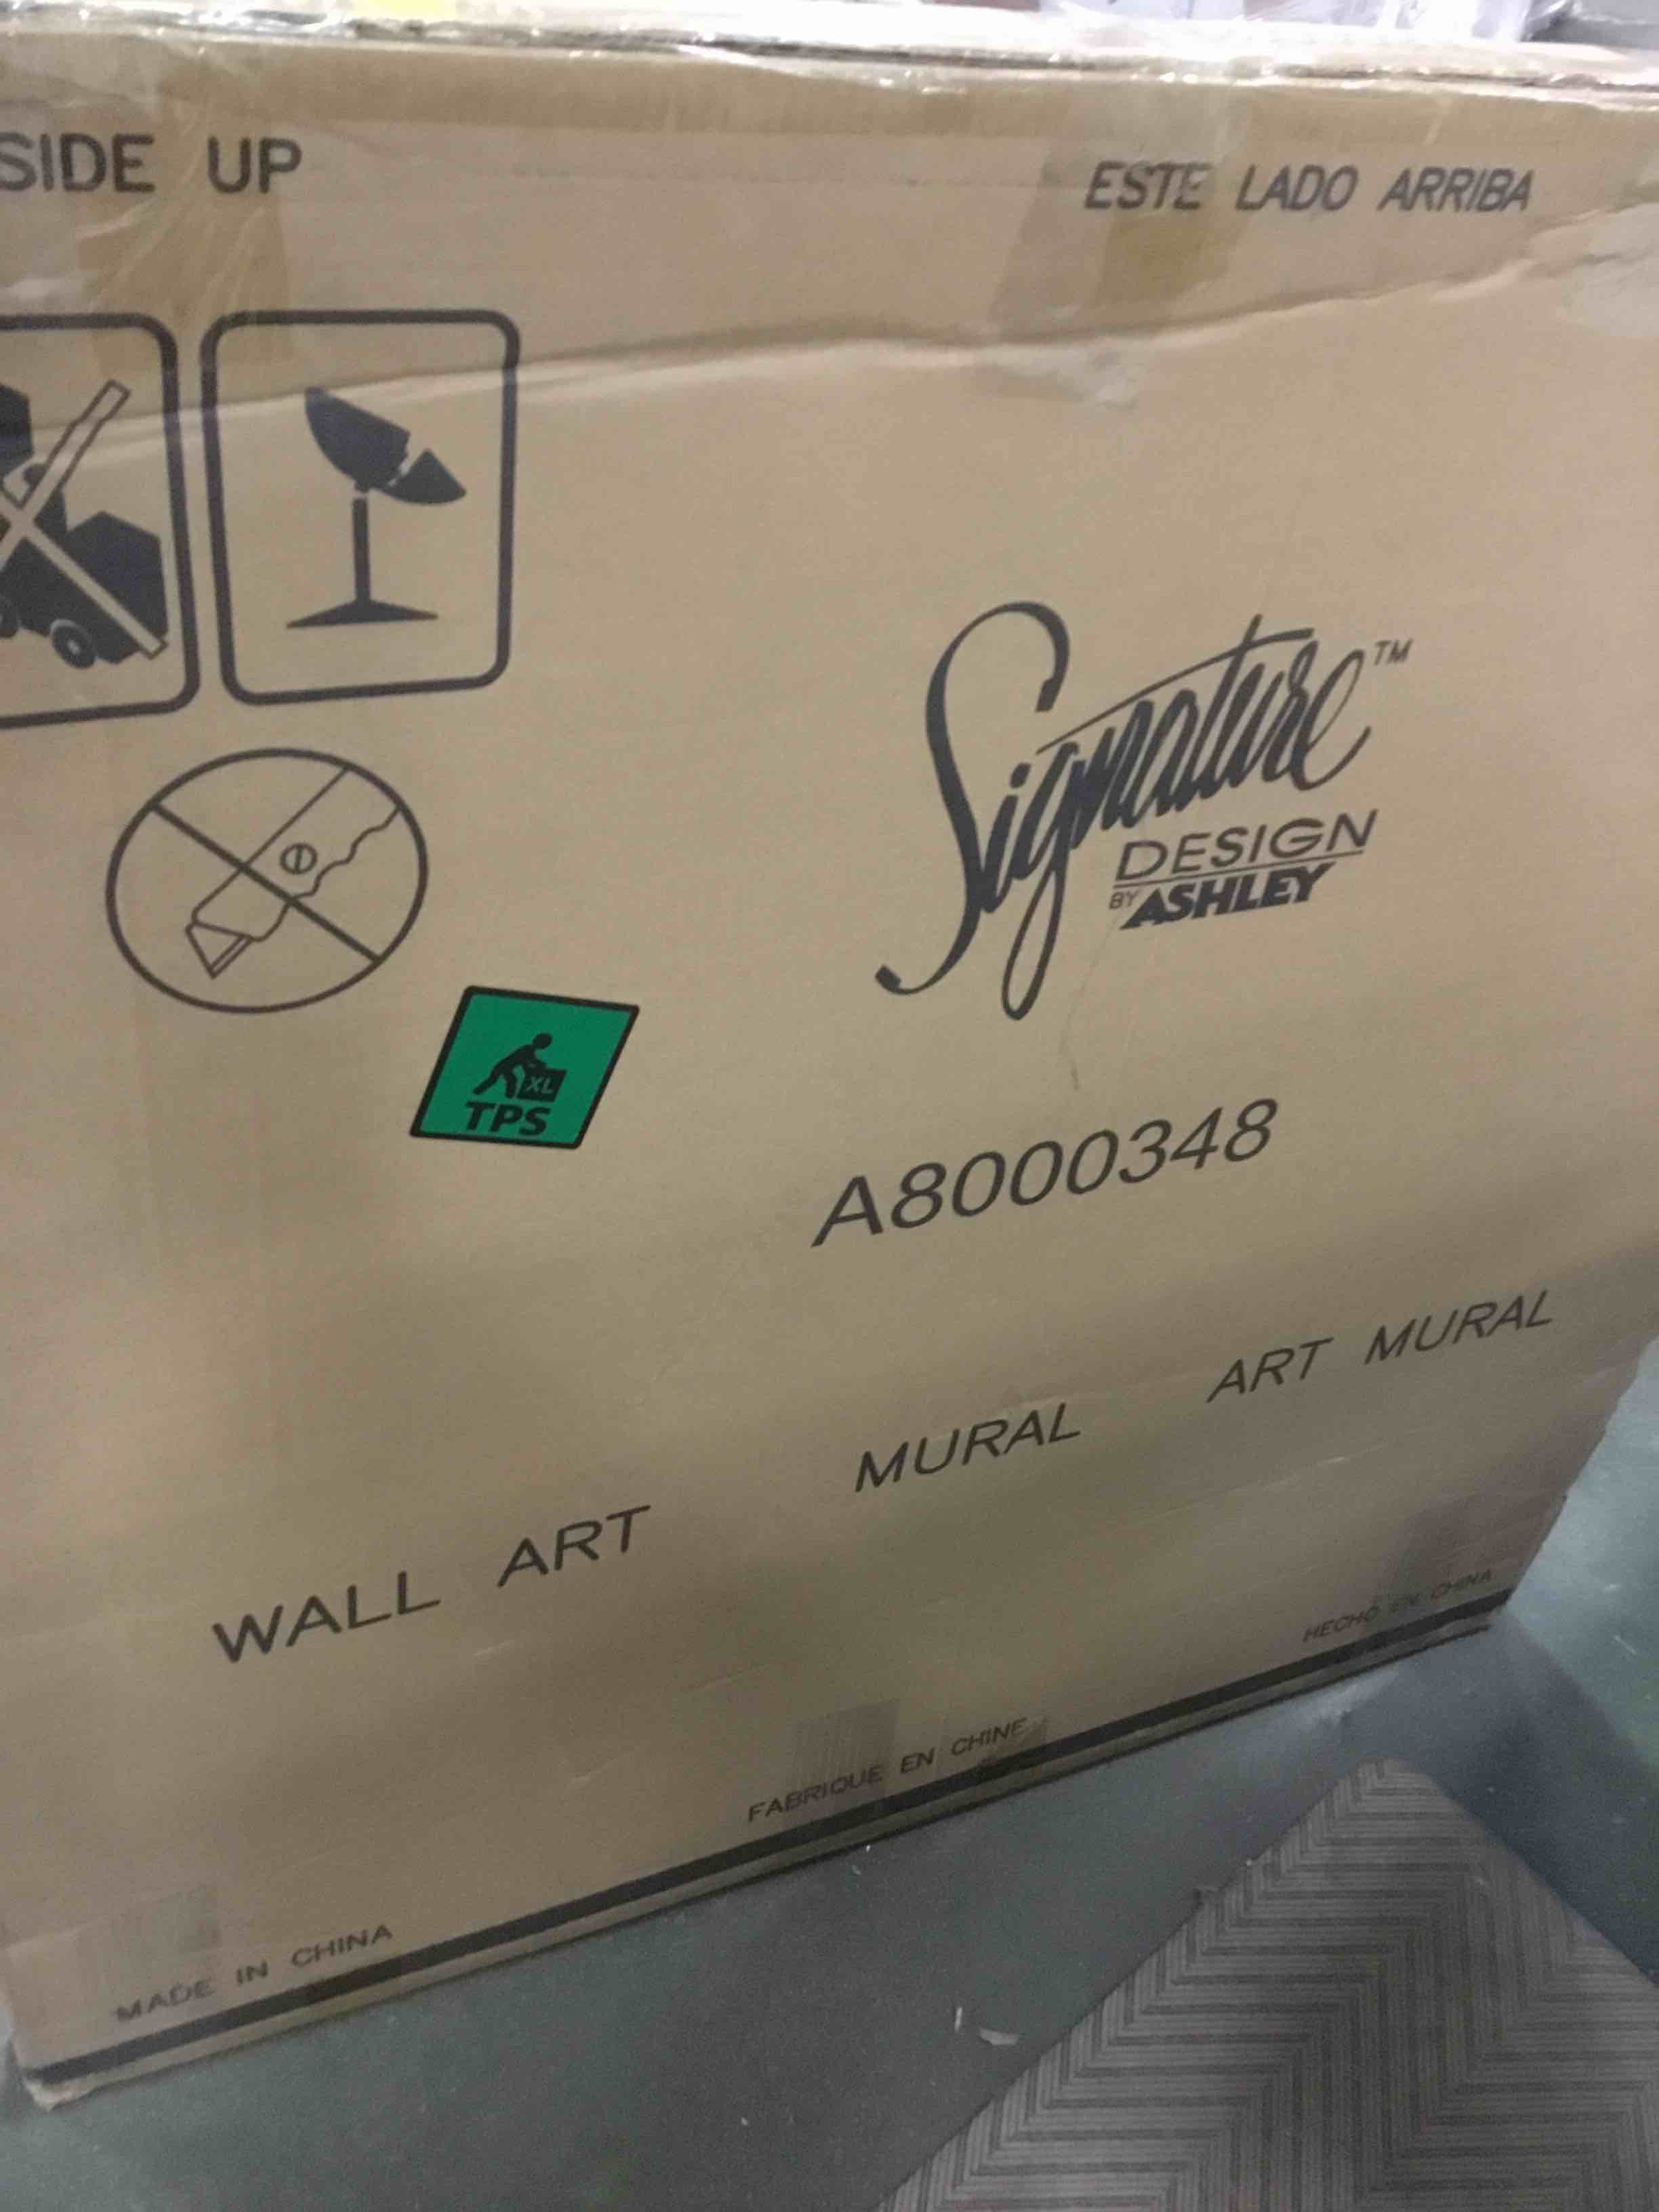 SIDE UP
ESTE LADO ARRIBA
Signature™
DESIGN
BY ASHLEY
XL
TPS
A8000348
WALL ART MURAL ART MURAL
MADE IN CHINA FABRIQUE EN CHINE HECHO EN CHINA